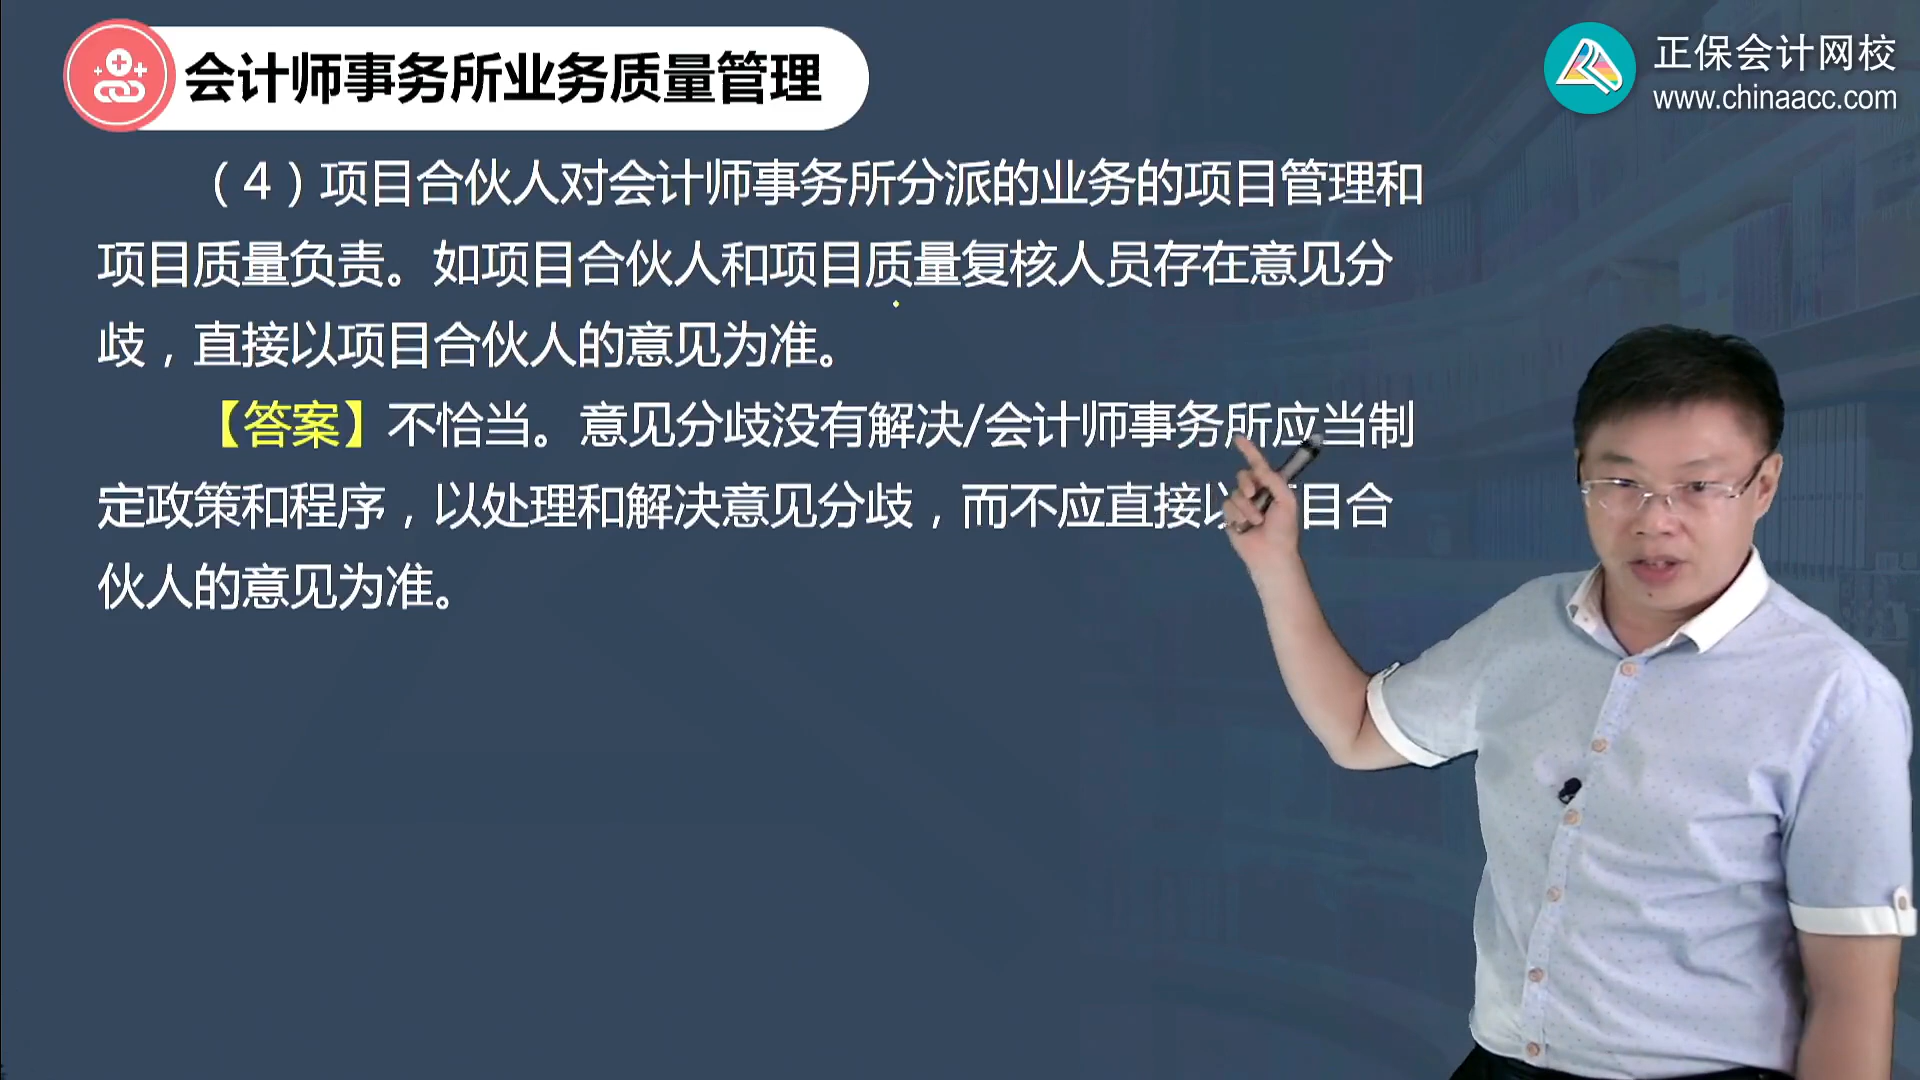 会计师事务所业务质量管理
正保会计网校
www.chinaacc.com
（4）项目合伙人对会计师事务所分派的业务的项目管理和
项目质量负责。如项目合伙人和项目质量复核人员存在意见分
歧，直接以项目合伙人的意见为准。
【答案】不恰当。意见分歧没有解决/会计师事务所应当制
定政策和程序，以处理和解决意见分歧，而不应直接以 目合
伙人的意见为准。